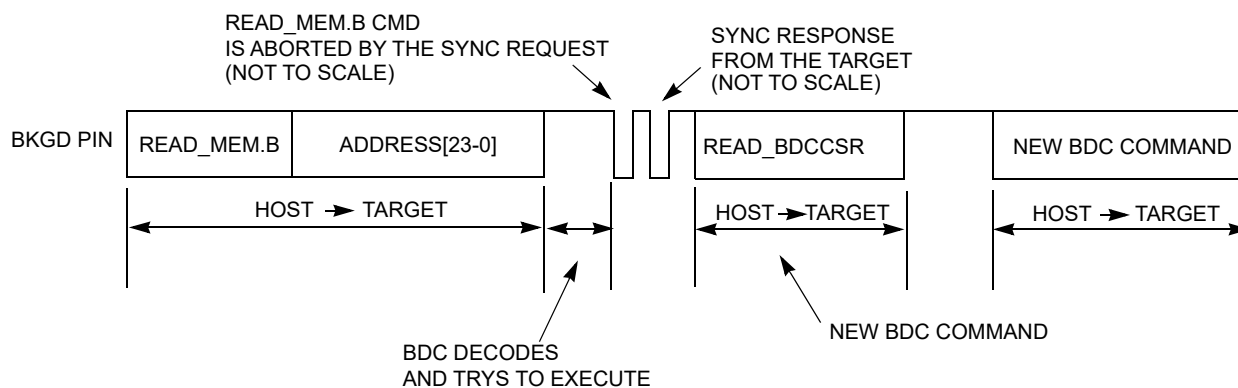 READ_MEM.B CMD
IS ABORTED BY THE SYNC REQUEST
(NOT TO SCALE)
SYNC RESPONSE
FROM THE TARGET
(NOT TO SCALE)
BKGD PIN
READ_MEM.B
ADDRESS[23-0]
READ_BDCCSR
NEW BDC COMMAND
HOST
TARGET
HOST
TARGET
HOST
TARGET
BDC DECODES
AND TRYS TO EXECUTE
NEW BDC COMMAND